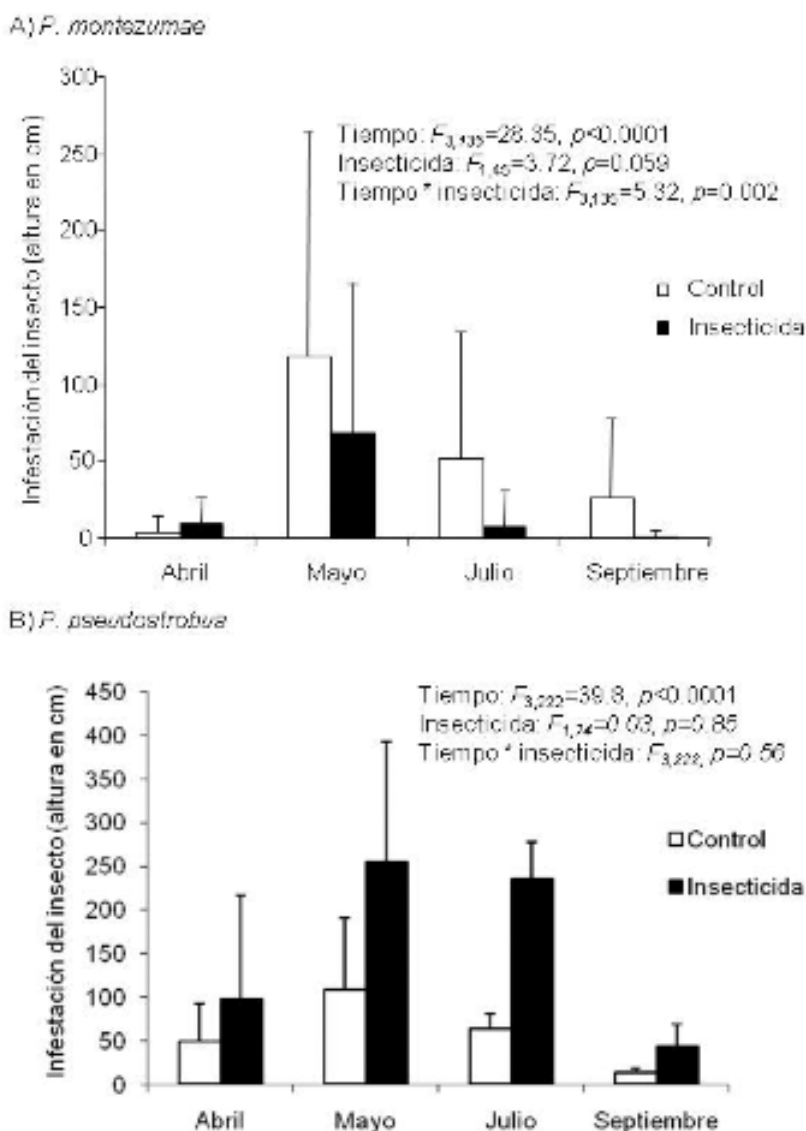 A) P. montezumae
Infestación del insecto (altura en cm)
300
250
200
150
100
50
0
Tiempo: F3,135=28.35, p<0.0001
Insecticida: F1,45=3.72, p=0.059
Tiempo * insecticida: F3,135=5.32, p=0.002
Control
Insecticida
Abril Mayo Julio Septiembre
B) P. pseudostrobus
Infestación del insecto (altura en cm)
450
400
350
300
250
200
150
100
50
0
Tiempo: F3,222=39.8, p<0.0001
Insecticida: F1,74=0.03, p=0.85
Tiempo * insecticida: F3,222, p=0.56
Control
Insecticida
Abril Mayo Julio Septiembre